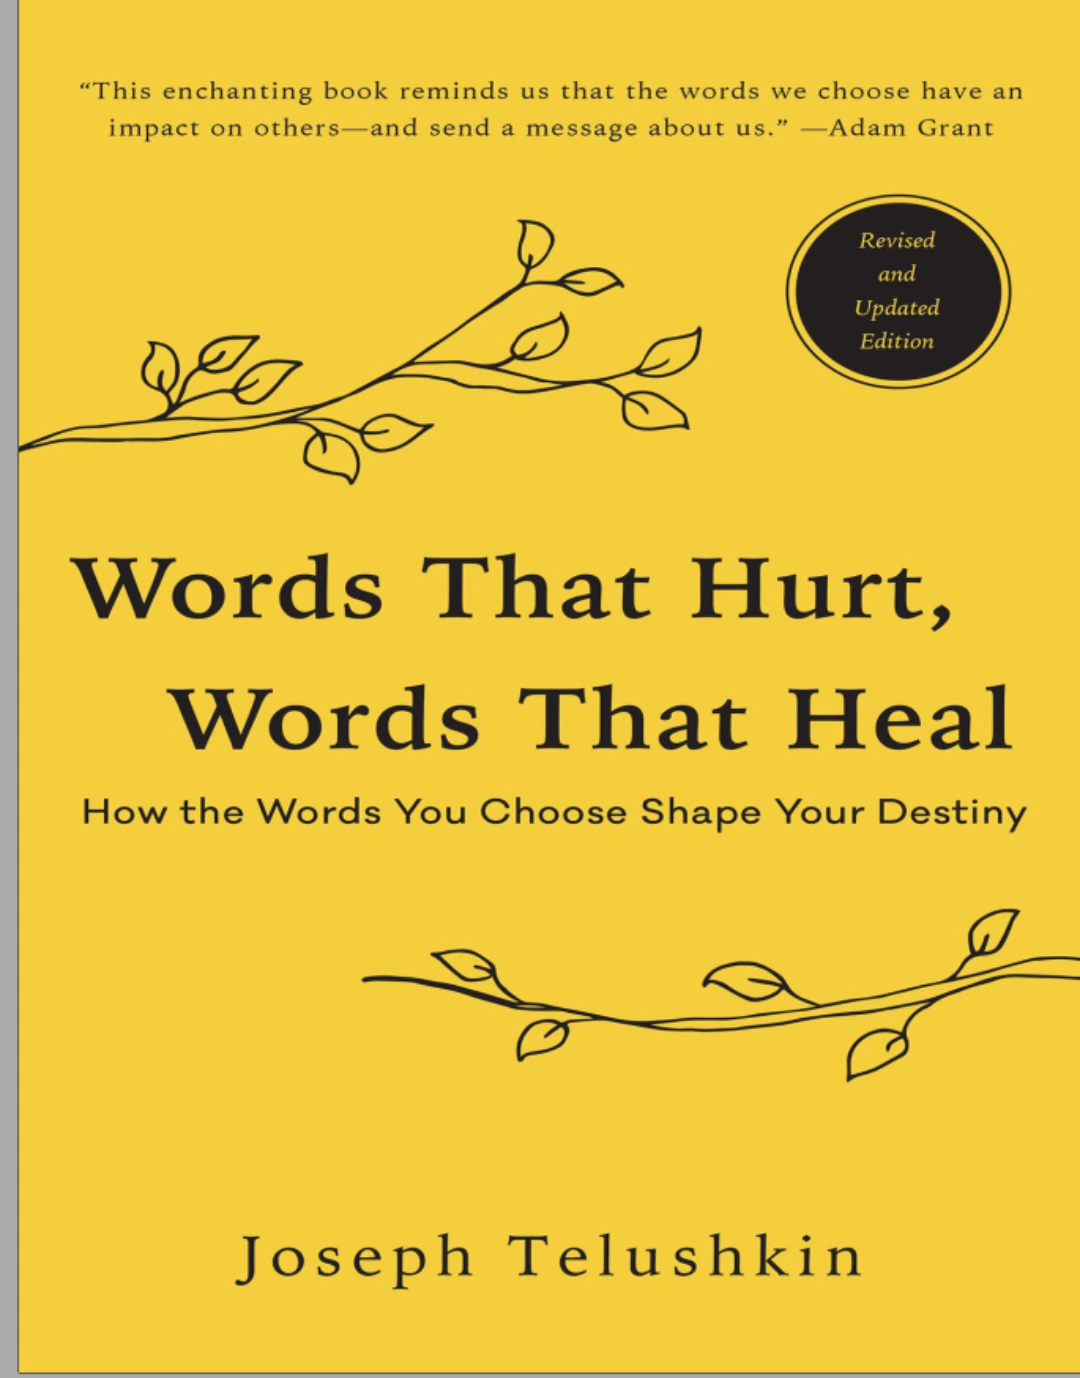 “This enchanting book reminds us that the words we choose have an
impact on others—and send a message about us.” —Adam Grant
Revised
and
Updated
Edition
Words That Hurt,
Words That Heal
How the Words You Choose Shape Your Destiny
Joseph Telushkin